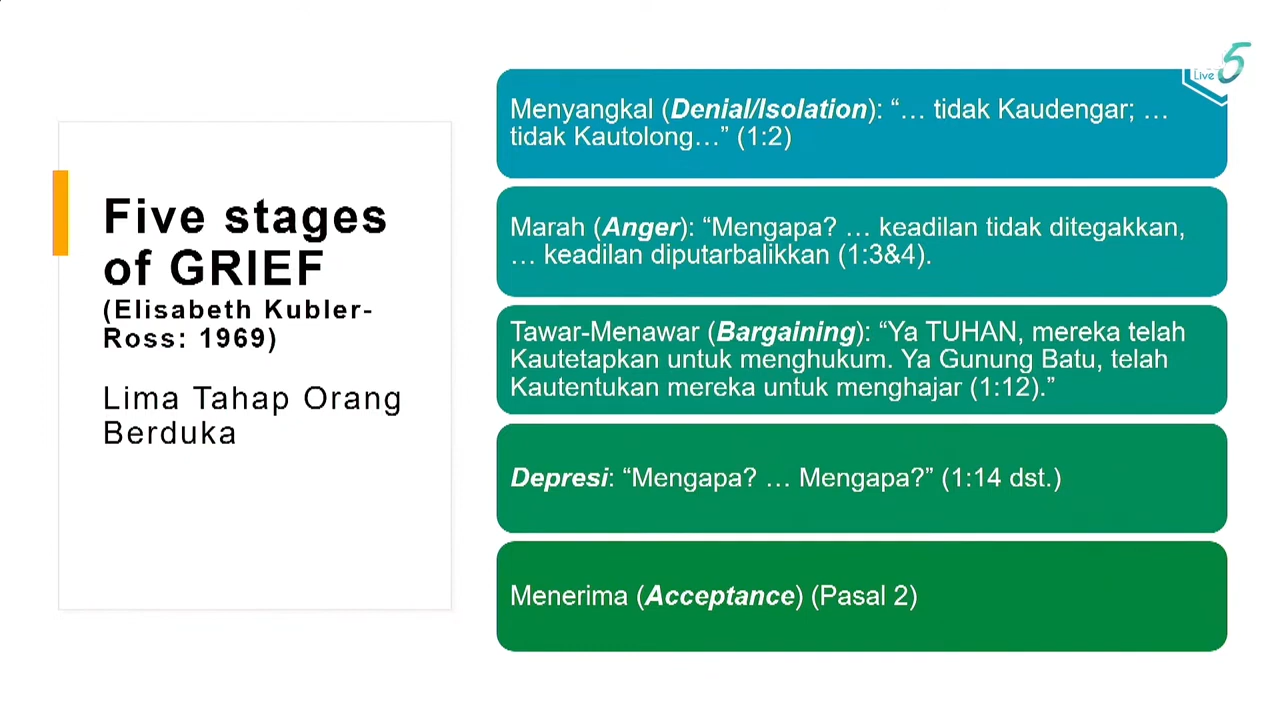 Five stages
of GRIEF
(Elisabeth Kubler-
Ross: 1969)
Lima Tahap Orang
Berduka
Live 5
Menyangkal (Denial/Isolation): “… tidak Kaudengar; …
tidak Kautolong…” (1:2)
Marah (Anger): “Mengapa? … keadilan tidak ditegakkan,
… keadilan diputarbalikkan (1:3&4).
Tawar-Menawar (Bargaining): “Ya TUHAN, mereka telah
Kautetapkan untuk menghukum. Ya Gunung Batu, telah
Kautentukan mereka untuk menghajar (1:12).”
Depresi: “Mengapa? … Mengapa?” (1:14 dst.)
Menerima (Acceptance) (Pasal 2)